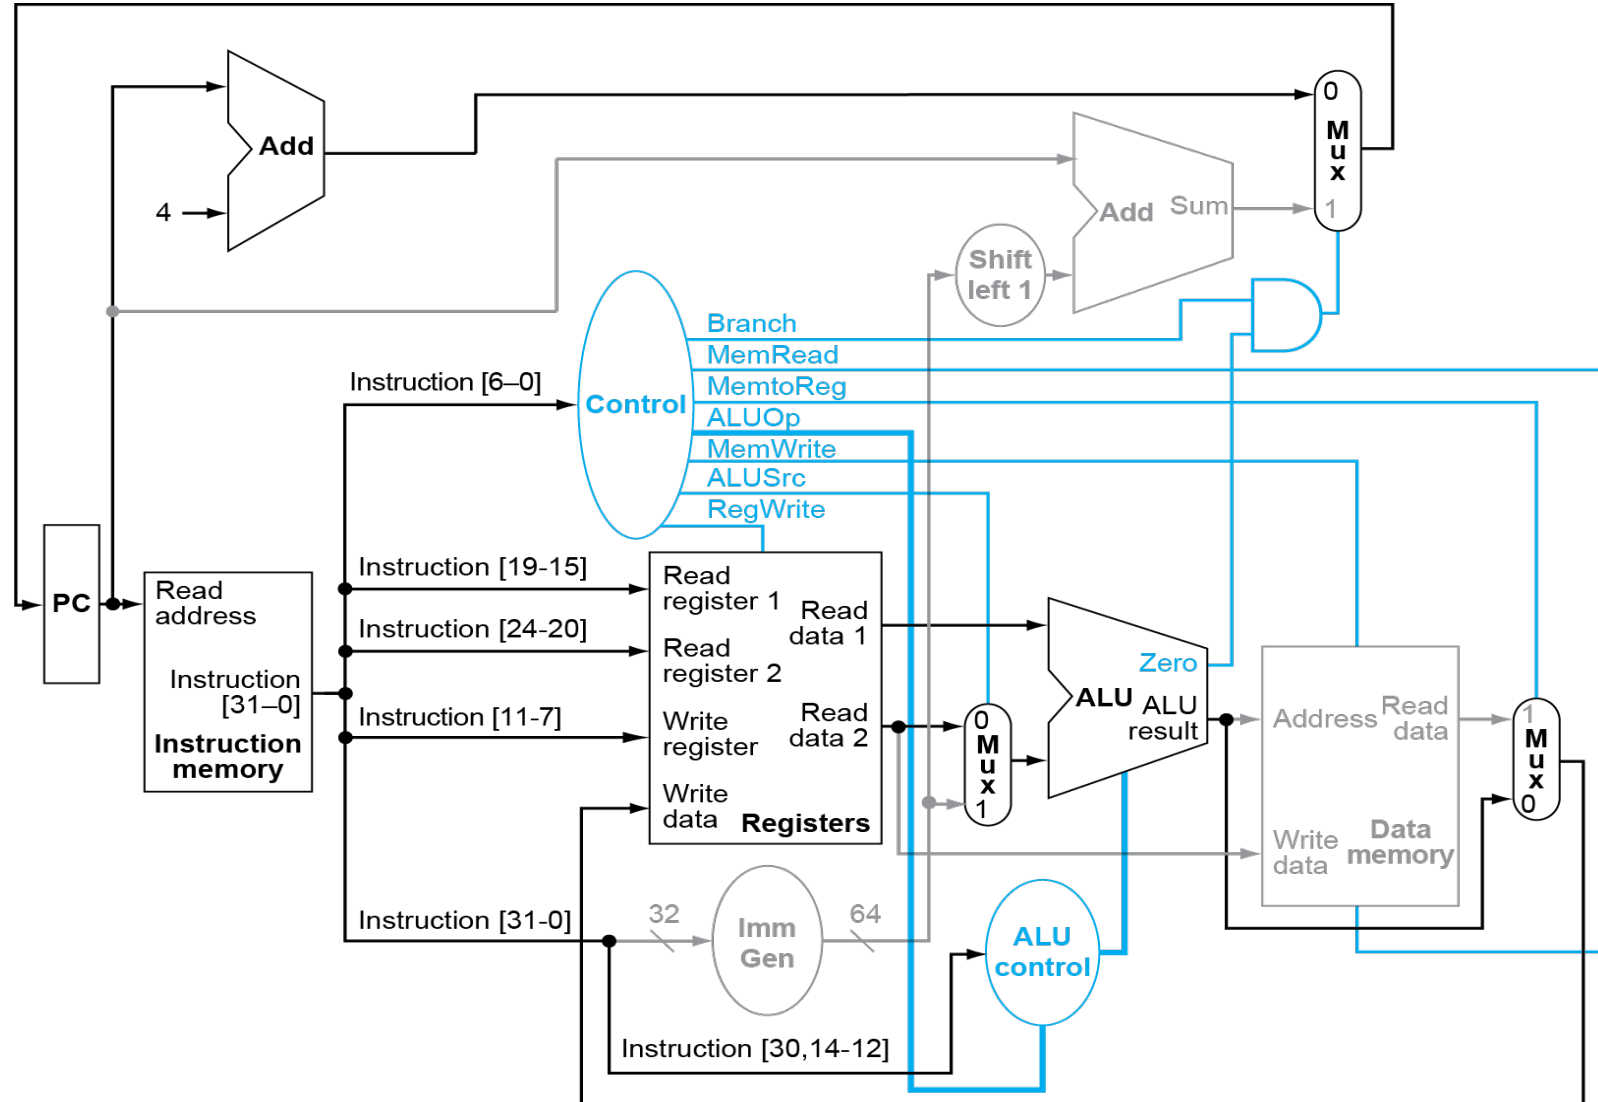 0
M
u
x
1
Add
4
Add Sum
Shift
left 1
Branch
MemRead
MemtoReg
ALUOp
MemWrite
ALUSrc
RegWrite
Control
Instruction [6–0]
Instruction [19-15]
Instruction [24-20]
Instruction [11-7]
Instruction [31-0]
PC
Read
address
Instruction
[31–0]
Instruction
memory
Read
register 1
Read
register 2
Write
register
Write
data
Read
data 1
Read
data 2
Registers
0
M
u
x
1
Zero
ALU
ALU
result
Address
Read
data
Write
data
Data
memory
1
M
u
x
0
32
Imm
Gen
64
ALU
control
Instruction [30,14-12]